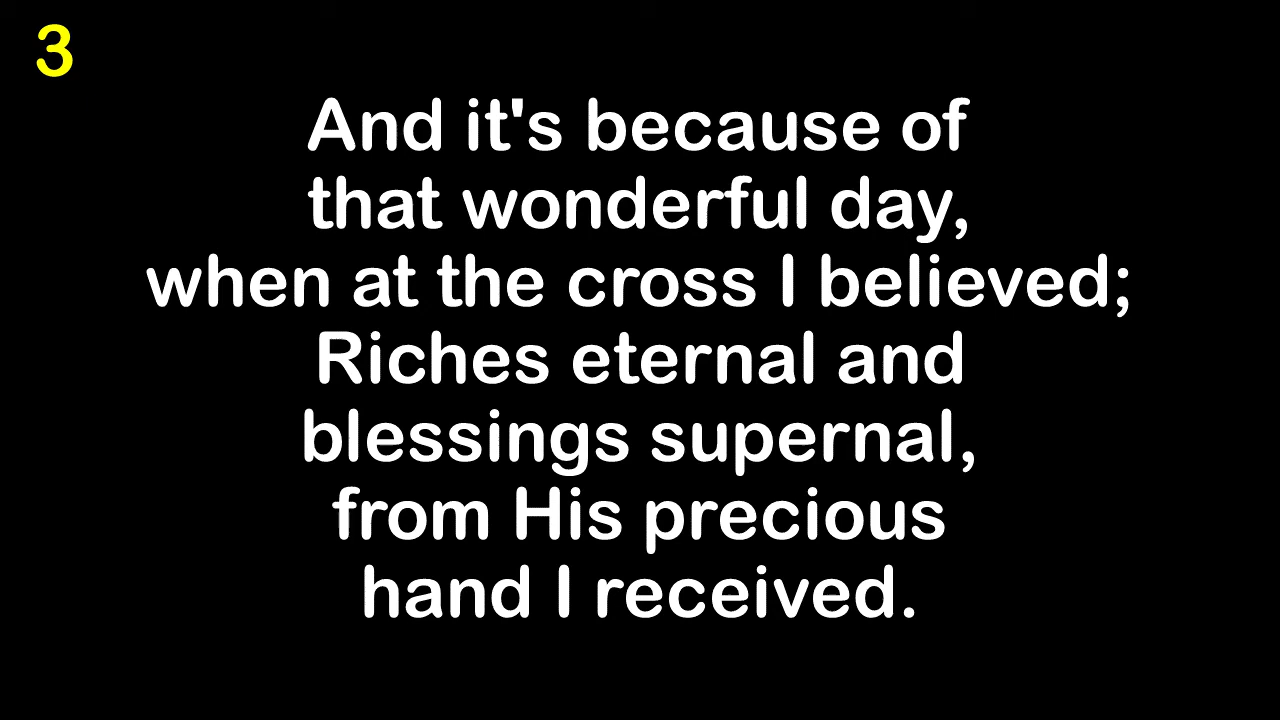 3
And it's because of
that wonderful day,
when at the cross I believed;
Riches eternal and
blessings supernal,
from His precious
hand I received.